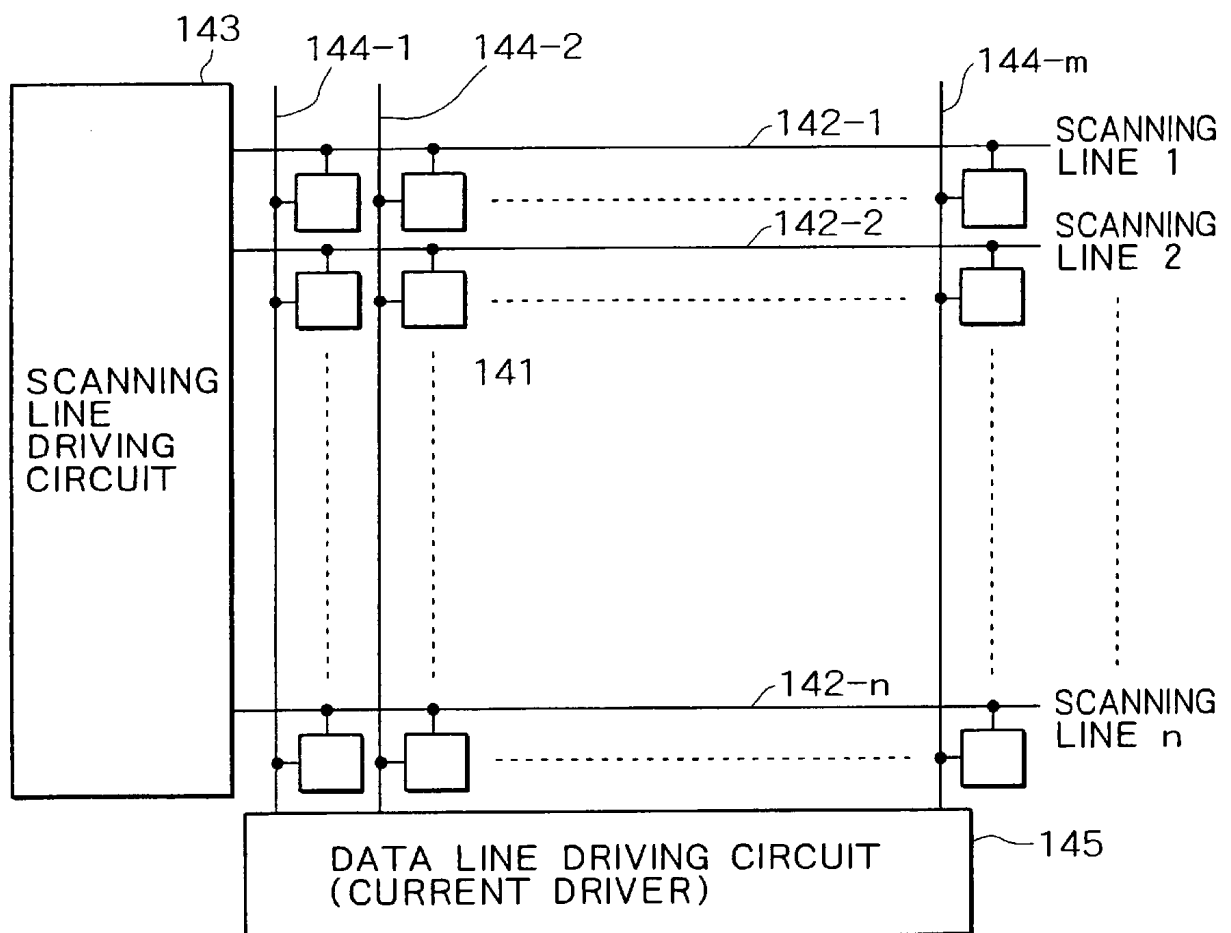 143
144-1
144-2
144-m
142-1
SCANNING
LINE 1
142-2
SCANNING
LINE 2
141
SCANNING
LINE
DRIVING
CIRCUIT
142-n
SCANNING
LINE n
DATA LINE DRIVING CIRCUIT
(CURRENT DRIVER)
145